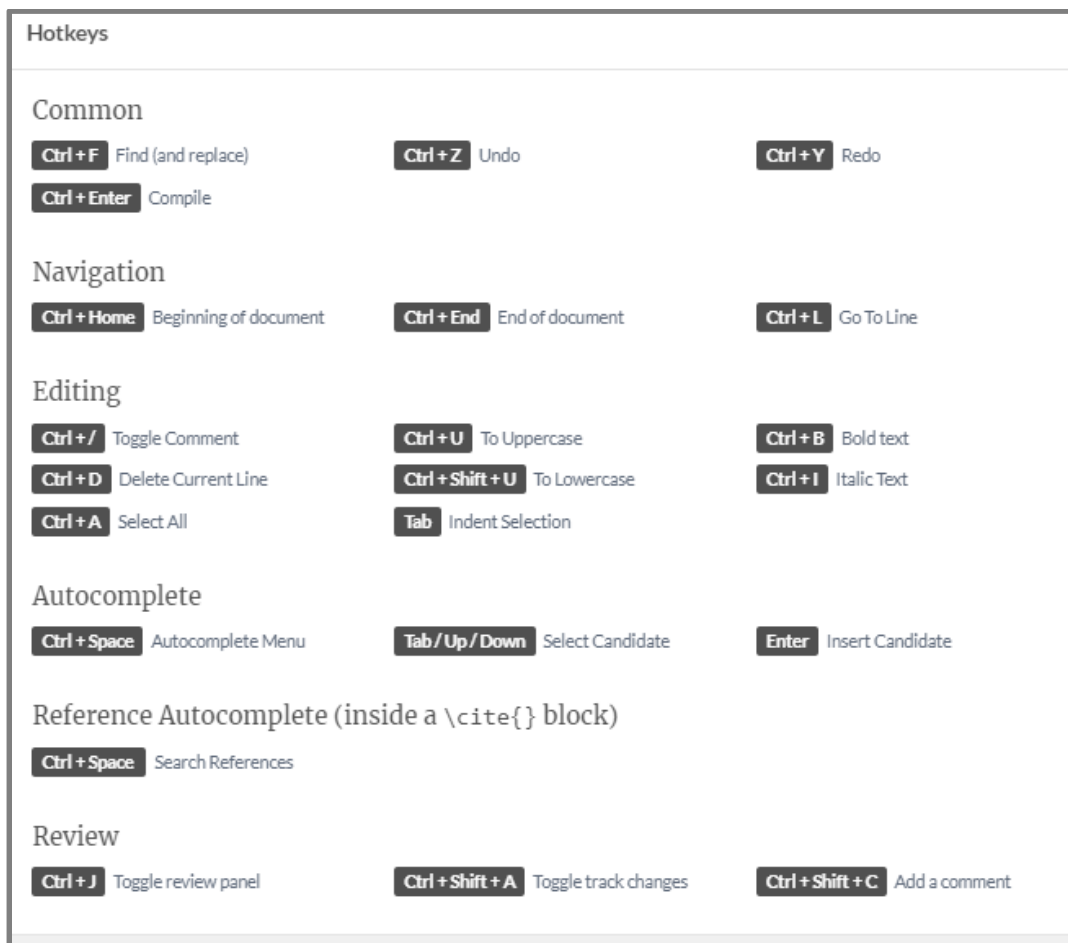 Hotkeys
Common
Ctrl + F Find (and replace) Ctrl + Z Undo Ctrl + Y Redo
Ctrl + Enter Compile
Navigation
Ctrl + Home Beginning of document Ctrl + End End of document Ctrl + L Go To Line
Editing
Ctrl + / Toggle Comment Ctrl + U To Uppercase Ctrl + B Bold text
Ctrl + D Delete Current Line Ctrl + Shift + U To Lowercase Ctrl + I Italic Text
Ctrl + A Select All Tab Indent Selection
Autocomplete
Ctrl + Space Autocomplete Menu Tab / Up / Down Select Candidate Enter Insert Candidate
Reference Autocomplete (inside a \cite{} block)
Ctrl + Space Search References
Review
Ctrl + J Toggle review panel Ctrl + Shift + A Toggle track changes Ctrl + Shift + C Add a comment